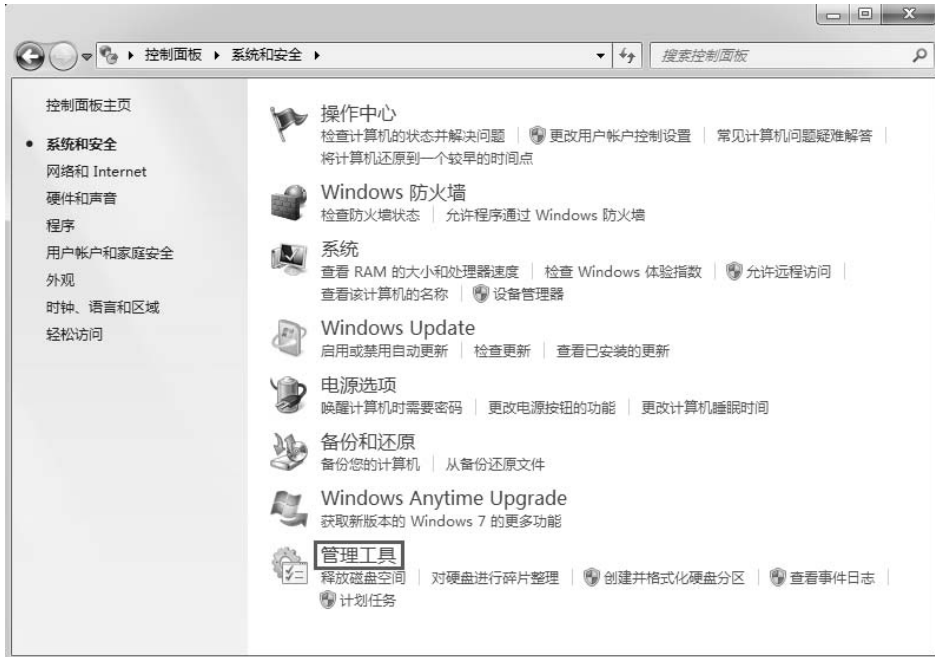 控制面板 ▸ 系统和安全 ▸
搜索控制面板
控制面板主页
系统和安全
网络和 Internet
硬件和声音
程序
用户帐户和家庭安全
外观
时钟、语言和区域
轻松访问
操作中心
检查计算机的状态并解决问题 更改用户帐户控制设置 常见计算机问题疑难解答
将计算机还原到一个较早的时间点
Windows 防火墙
检查防火墙状态 允许程序通过 Windows 防火墙
系统
查看 RAM 的大小和处理器速度 检查 Windows 体验指数 允许远程访问
查看该计算机的名称 设备管理器
Windows Update
启用或禁用自动更新 检查更新 查看已安装的更新
电源选项
唤醒计算机时需要密码 更改电源按钮的功能 更改计算机睡眠时间
备份和还原
备份您的计算机 从备份还原文件
Windows Anytime Upgrade
获取新版本的 Windows 7 的更多功能
管理工具
释放磁盘空间 对硬盘进行碎片整理 创建并格式化硬盘分区 查看事件日志
计划任务